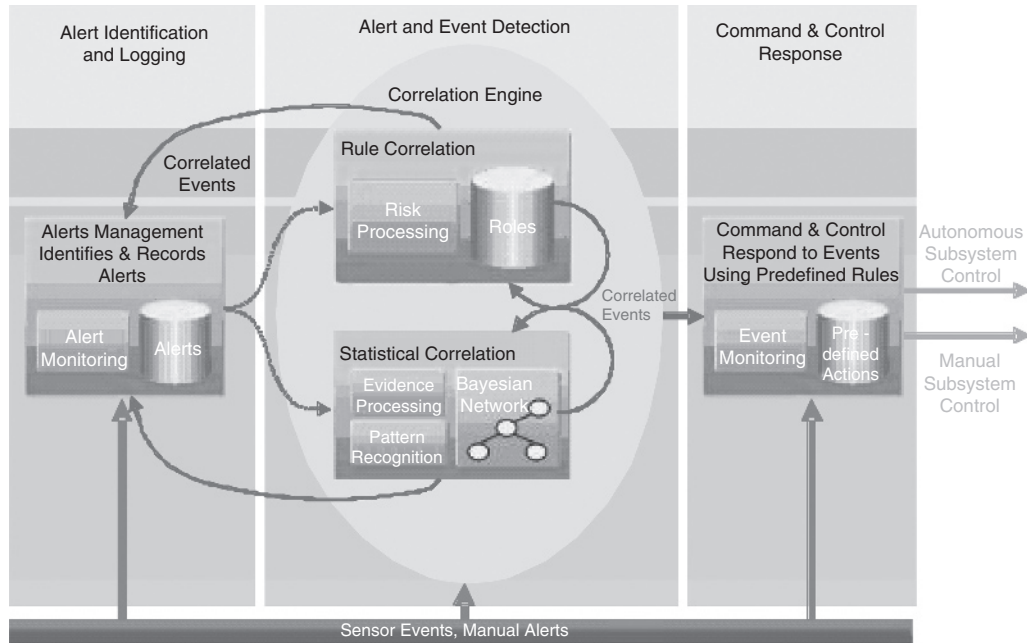 Alert Identification
and Logging
Alert and Event Detection
Command & Control
Response
Correlation Engine
Correlated
Events
Rule Correlation
Risk
Processing
Roles
Alerts Management
Identifies & Records
Alerts
Alert
Monitoring
Alerts
Statistical Correlation
Evidence
Processing
Pattern
Recognition
Bayesian
Network
Correlated
Events
Command & Control
Respond to Events
Using Predefined Rules
Event
Monitoring
Pre -
defined
Actions
Autonomous
Subsystem
Control
Manual
Subsystem
Control
Sensor Events, Manual Alerts